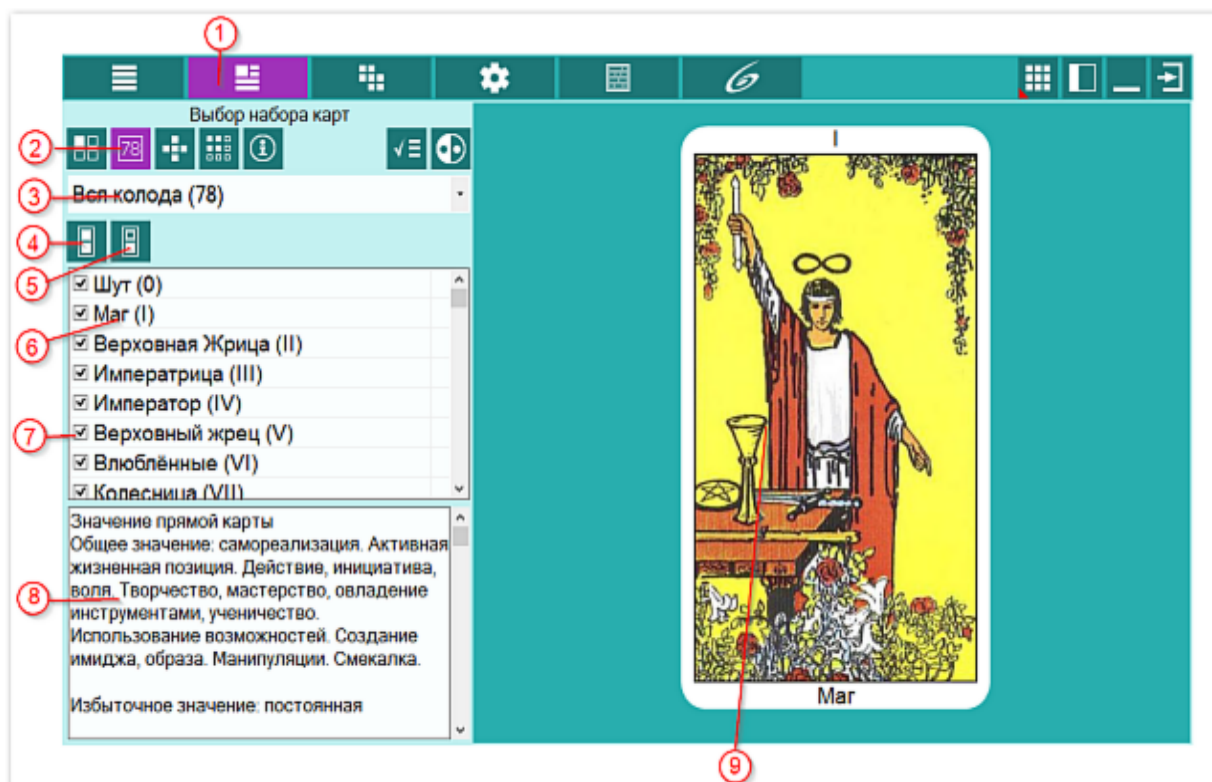 1
Выбор набора карт
2
78
3
Вся колода (78)
4
5
Шут (0)
6
Маг (I)
Верховная Жрица (II)
Императрица (III)
Император (IV)
7
Верховный жрец (V)
Влюблённые (VI)
Колесница (VII)
8
Значение прямой карты
Общее значение: самореализация. Активная
жизненная позиция. Действие, инициатива,
воля. Творчество, мастерство, овладение
инструментами, ученичество.
Использование возможностей. Создание
имиджа, образа. Манипуляции. Смекалка.
Избыточное значение: постоянная
I
Маг
9